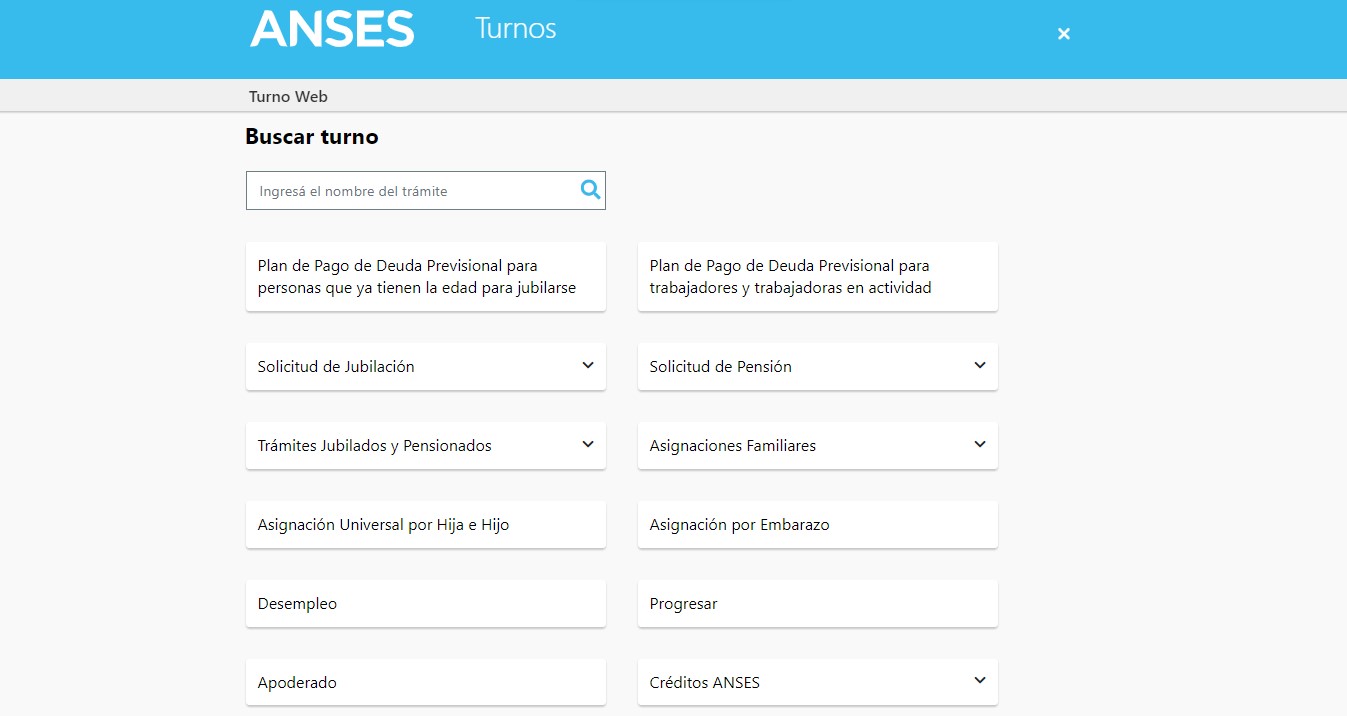 ANSES
Turnos
Turno Web
Buscar turno
Ingresá el nombre del trámite
Plan de Pago de Deuda Previsional para
personas que ya tienen la edad para jubilarse
Plan de Pago de Deuda Previsional para
trabajadores y trabajadoras en actividad
Solicitud de Jubilación
Solicitud de Pensión
Trámites Jubilados y Pensionados
Asignaciones Familiares
Asignación Universal por Hija e Hijo
Asignación por Embarazo
Desempleo
Progresar
Apoderado
Créditos ANSES